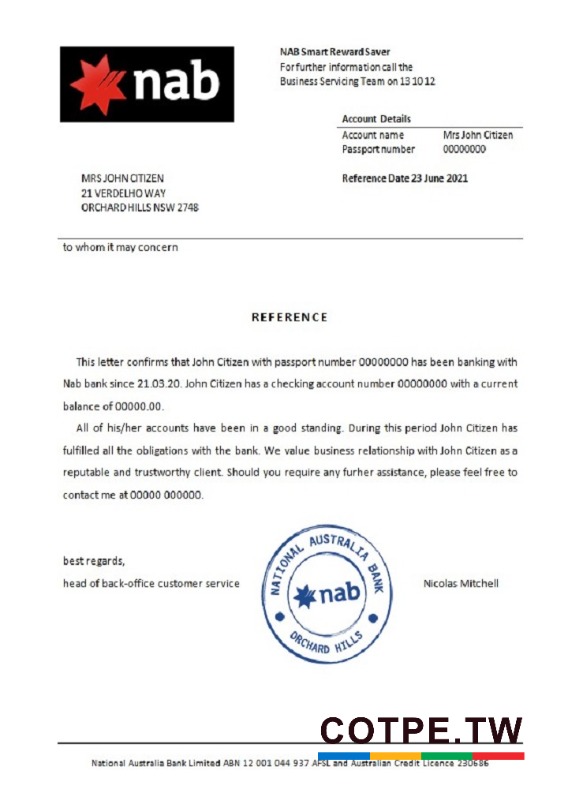 nab
NAB Smart Reward Saver
For further information call the
Business Servicing Team on 13 10 12
Account Details
Account name Mrs John Citizen
Passport number 00000000
MRS JOHN CITIZEN
21 VERDELHO WAY
ORCHARD HILLS NSW 2748
Reference Date 23 June 2021
to whom it may concern
REFERENCE
This letter confirms that John Citizen with passport number 00000000 has been banking with
Nab bank since 21.03.20. John Citizen has a checking account number 00000000 with a current
balance of 00000.00.
All of his/her accounts have been in a good standing. During this period John Citizen has
fulfilled all the obligations with the bank. We value business relationship with John Citizen as a
reputable and trustworthy client. Should you require any furher assistance, please feel free to
contact me at 00000 000000.
best regards,
head of back-office customer service
NATIONAL AUSTRALIA BANK
nab
ORCHARD HILLS
Nicolas Mitchell
COTPE.TW
National Australia Bank Limited ABN 12 001 044 937 AFSL and Australian Credit Licence 230686